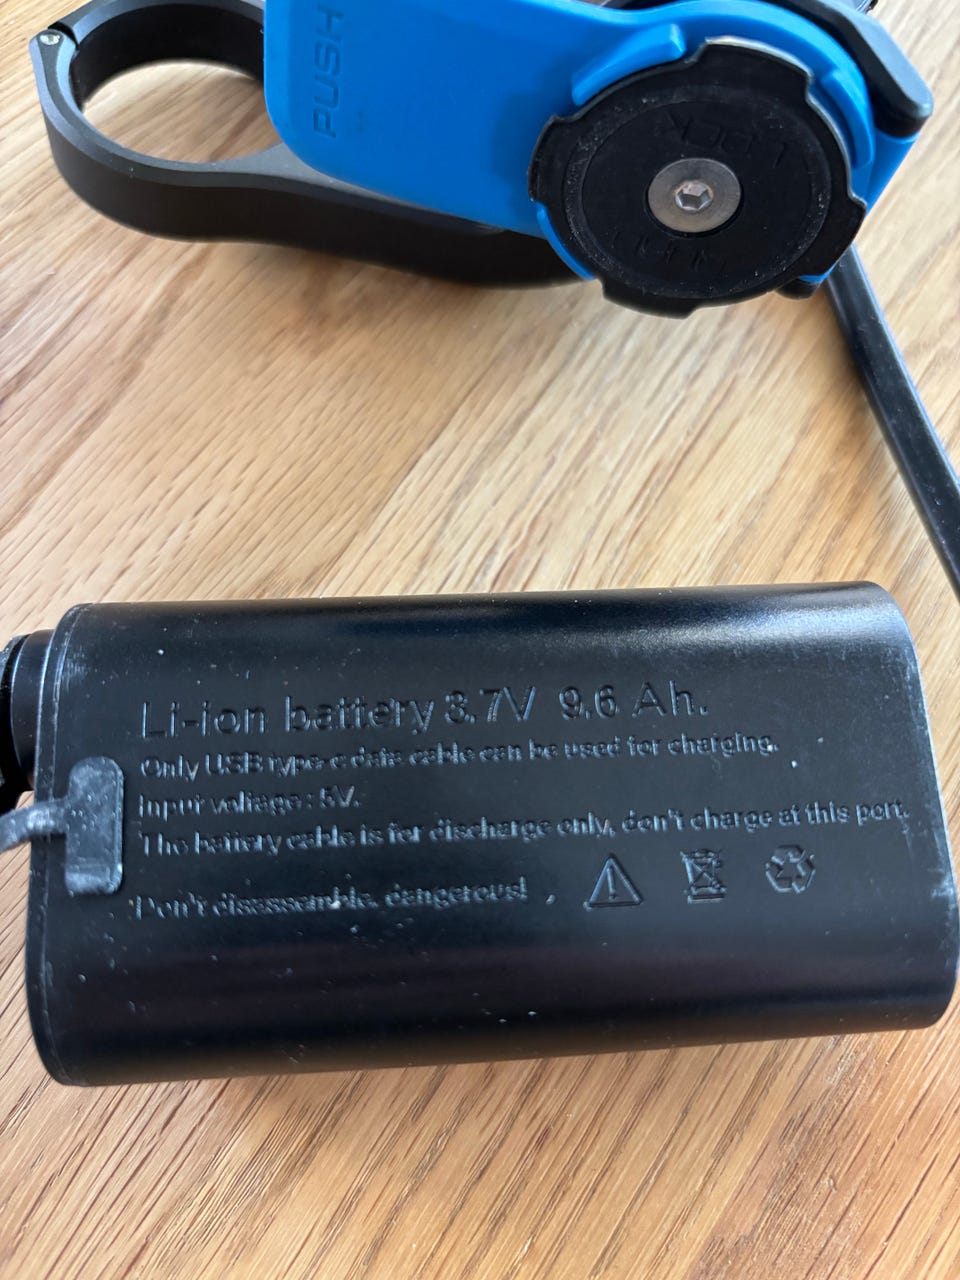 PUSH
LOCK
Li-ion battery 3.7V 9.6 Ah.
Only USB type-c data cable can be used for charging.
Input voltage: 5V.
The battery cable is for discharge only, don't charge at this port.
Don't disassemble, dangerous!